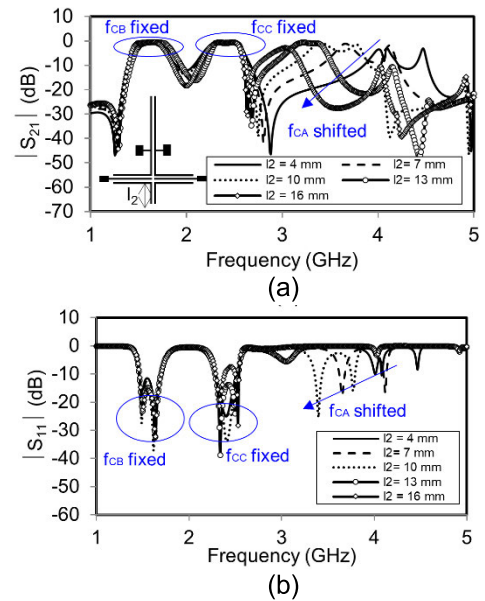 10
0
-10
-20
-30
-40
-50
-60
-70
| S21 | (dB)
fCB fixed
fCC fixed
fCA shifted
l2
l2 = 4 mm
l2= 7 mm
l2= 10 mm
l2= 13 mm
l2= 16 mm
1 2 3 4 5
Frequency (GHz)
(a)
20
10
0
-10
-20
-30
-40
-50
-60
| S11 | (dB)
fCB fixed
fCC fixed
fCA shifted
l2 = 4 mm
l2 = 7 mm
l2 = 10 mm
l2 = 13 mm
l2 = 16 mm
1 2 3 4 5
Frequency (GHz)
(b)